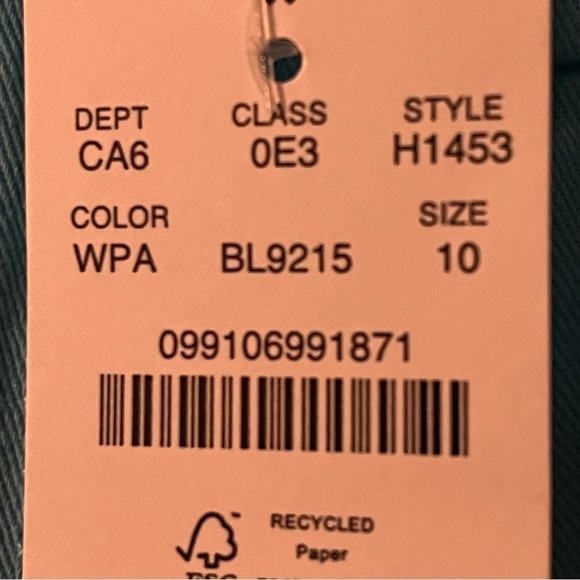 DEPT CLASS STYLE
CA6 0E3 H1453
COLOR SIZE
WPA BL9215 10
099106991871
RECYCLED
Paper